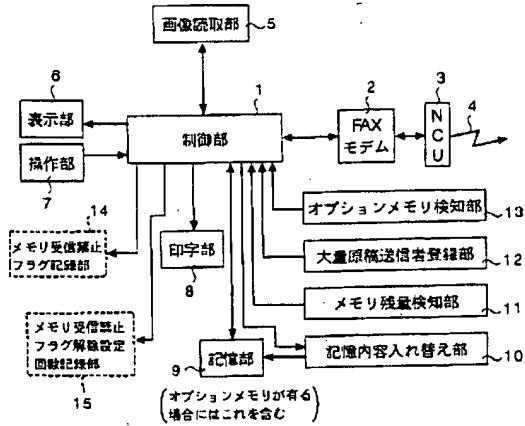 画像読取部
5
6
表示部
1
制御部
2
FAX
モデム
3
NCU
4
操作部
7
14
メモリ受信禁止
フラグ記録部
印字部
8
オプションメモリ検知部
13
大量原稿送信者登録部
12
メモリ残量検知部
11
メモリ受信禁止
フラグ解除設定
回数記録部
15
9
記憶部
記憶内容入れ替え部
10
(オプションメモリが有る
場合にはこれを含む)